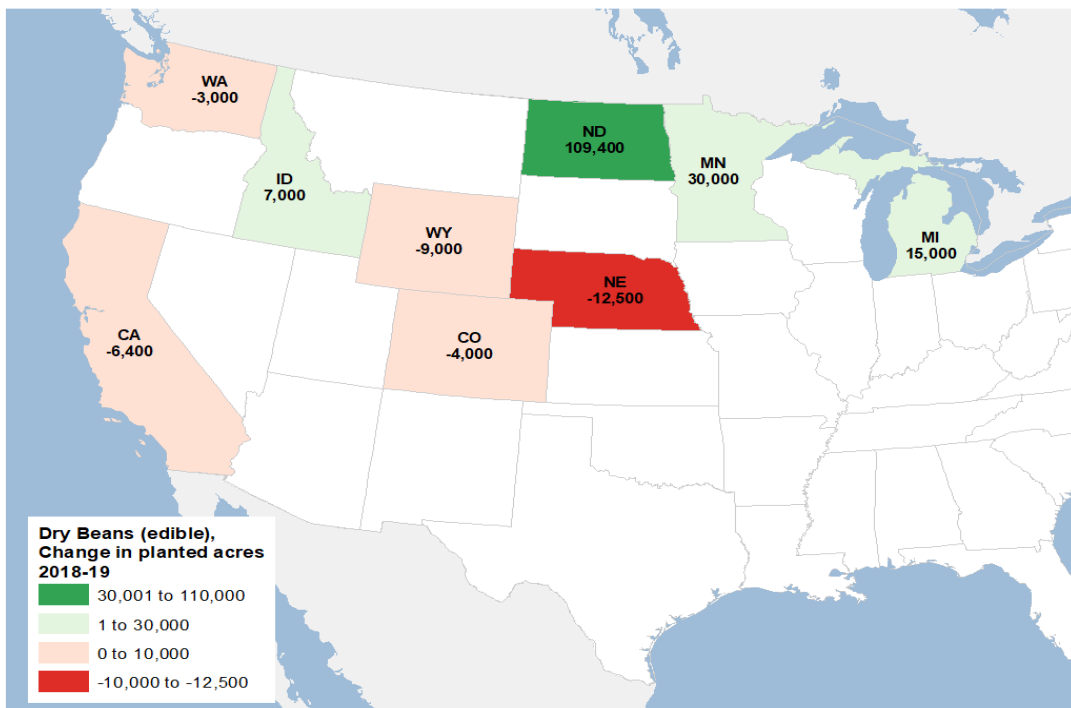 WA
-3,000
ND
109,400
MN
30,000
ID
7,000
WY
-9,000
MI
15,000
NE
-12,500
CA
-6,400
CO
-4,000
Dry Beans (edible),
Change in planted acres
2018-19
30,001 to 110,000
1 to 30,000
0 to 10,000
-10,000 to -12,500